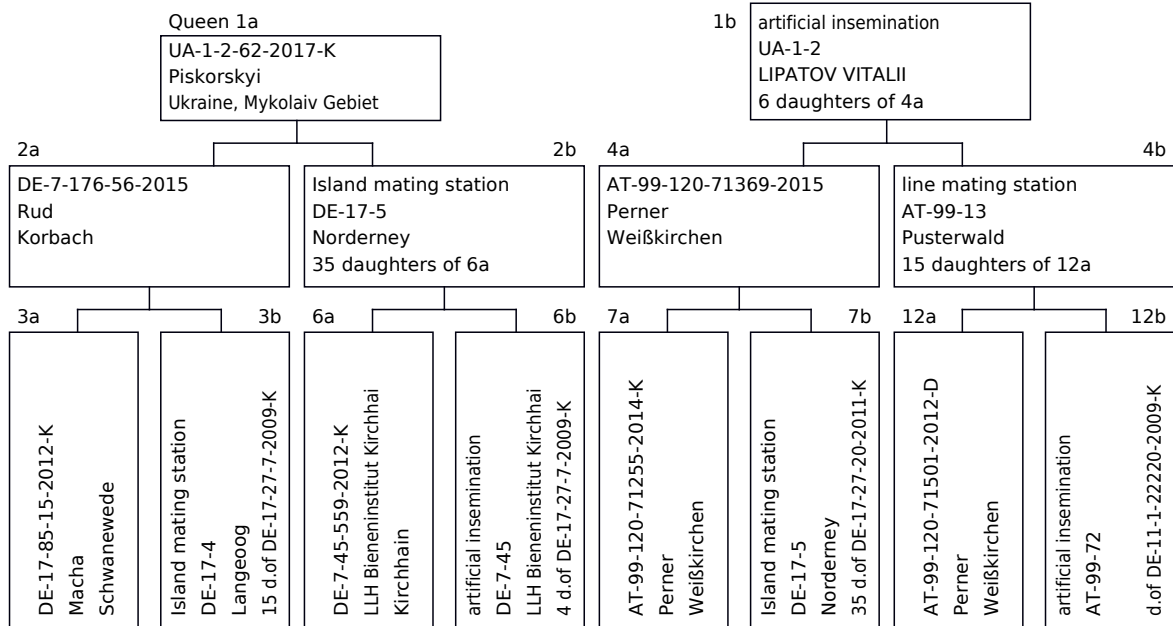 Queen 1a
UA-1-2-62-2017-K
Piskorskyi
Ukraine, Mykolaiv Gebiet
1b
artificial insemination
UA-1-2
LIPATOV VITALII
6 daughters of 4a
2a
DE-7-176-56-2015
Rud
Korbach
2b
Island mating station
DE-17-5
Norderney
35 daughters of 6a
4a
AT-99-120-71369-2015
Perner
Weißkirchen
4b
line mating station
AT-99-13
Pusterwald
15 daughters of 12a
3a
DE-17-85-15-2012-K
Macha
Schwanewede
3b
Island mating station
DE-17-4
Langeoog
15 d.of DE-17-27-7-2009-K
6a
DE-7-45-559-2012-K
LLH Bieneninstitut Kirchhai
Kirchhain
6b
artificial insemination
DE-7-45
LLH Bieneninstitut Kirchhai
4 d.of DE-17-27-7-2009-K
7a
AT-99-120-71255-2014-K
Perner
Weißkirchen
7b
Island mating station
DE-17-5
Norderney
35 d.of DE-17-27-20-2011-K
12a
AT-99-120-71501-2012-D
Perner
Weißkirchen
12b
artificial insemination
AT-99-72
d.of DE-11-1-22220-2009-K